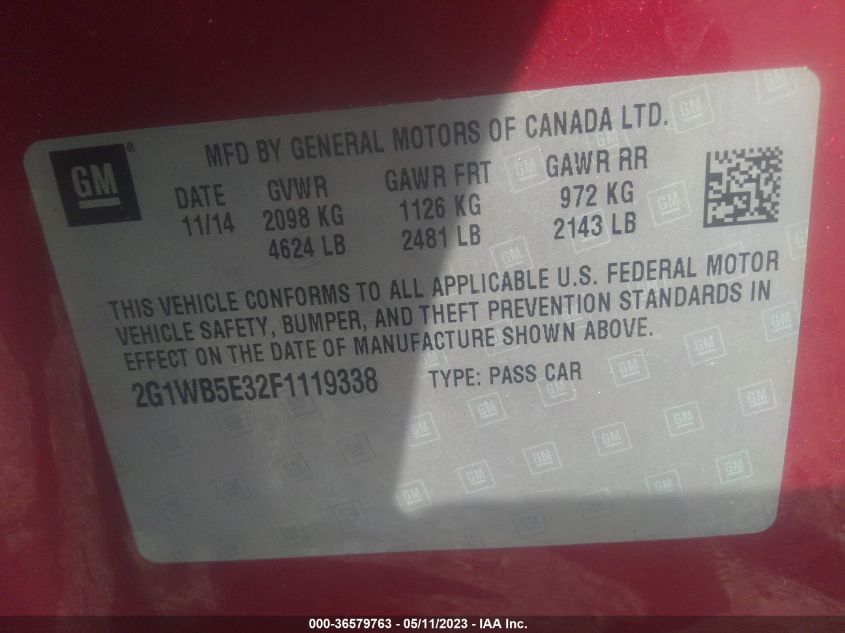 GM ®
MFD BY GENERAL MOTORS OF CANADA LTD.
DATE GVWR GAWR FRT GAWR RR
11/14 2098 KG 1126 KG 972 KG
4624 LB 2481 LB 2143 LB
THIS VEHICLE CONFORMS TO ALL APPLICABLE U.S. FEDERAL MOTOR
VEHICLE SAFETY, BUMPER, AND THEFT PREVENTION STANDARDS IN
EFFECT ON THE DATE OF MANUFACTURE SHOWN ABOVE.
2G1WB5E32F1119338 TYPE: PASS CAR
000-36579763 - 05/11/2023 - IAA Inc.